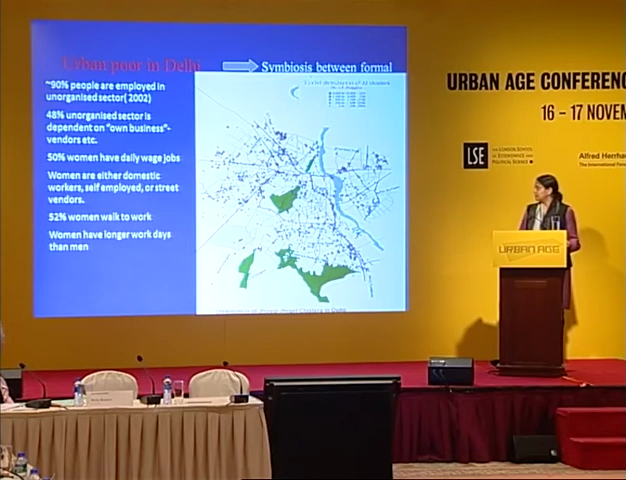 Urban poor in Delhi
Symbiosis between formal
~90% people are employed in
unorganised sector( 2002)
48% unorganised sector is
dependent on "own business"-
vendors etc.
50% women have daily wage jobs
Women are either domestic
workers, self employed, or street
vendors.
52% women walk to work
Women have longer work days
than men
URBAN AGE CONFEREN
16 – 17 NOVEM
LSE
THE LONDON SCHOOL
OF ECONOMICS AND
POLITICAL SCIENCE
Alfred Herrha
The International Foru
URBAN AGE